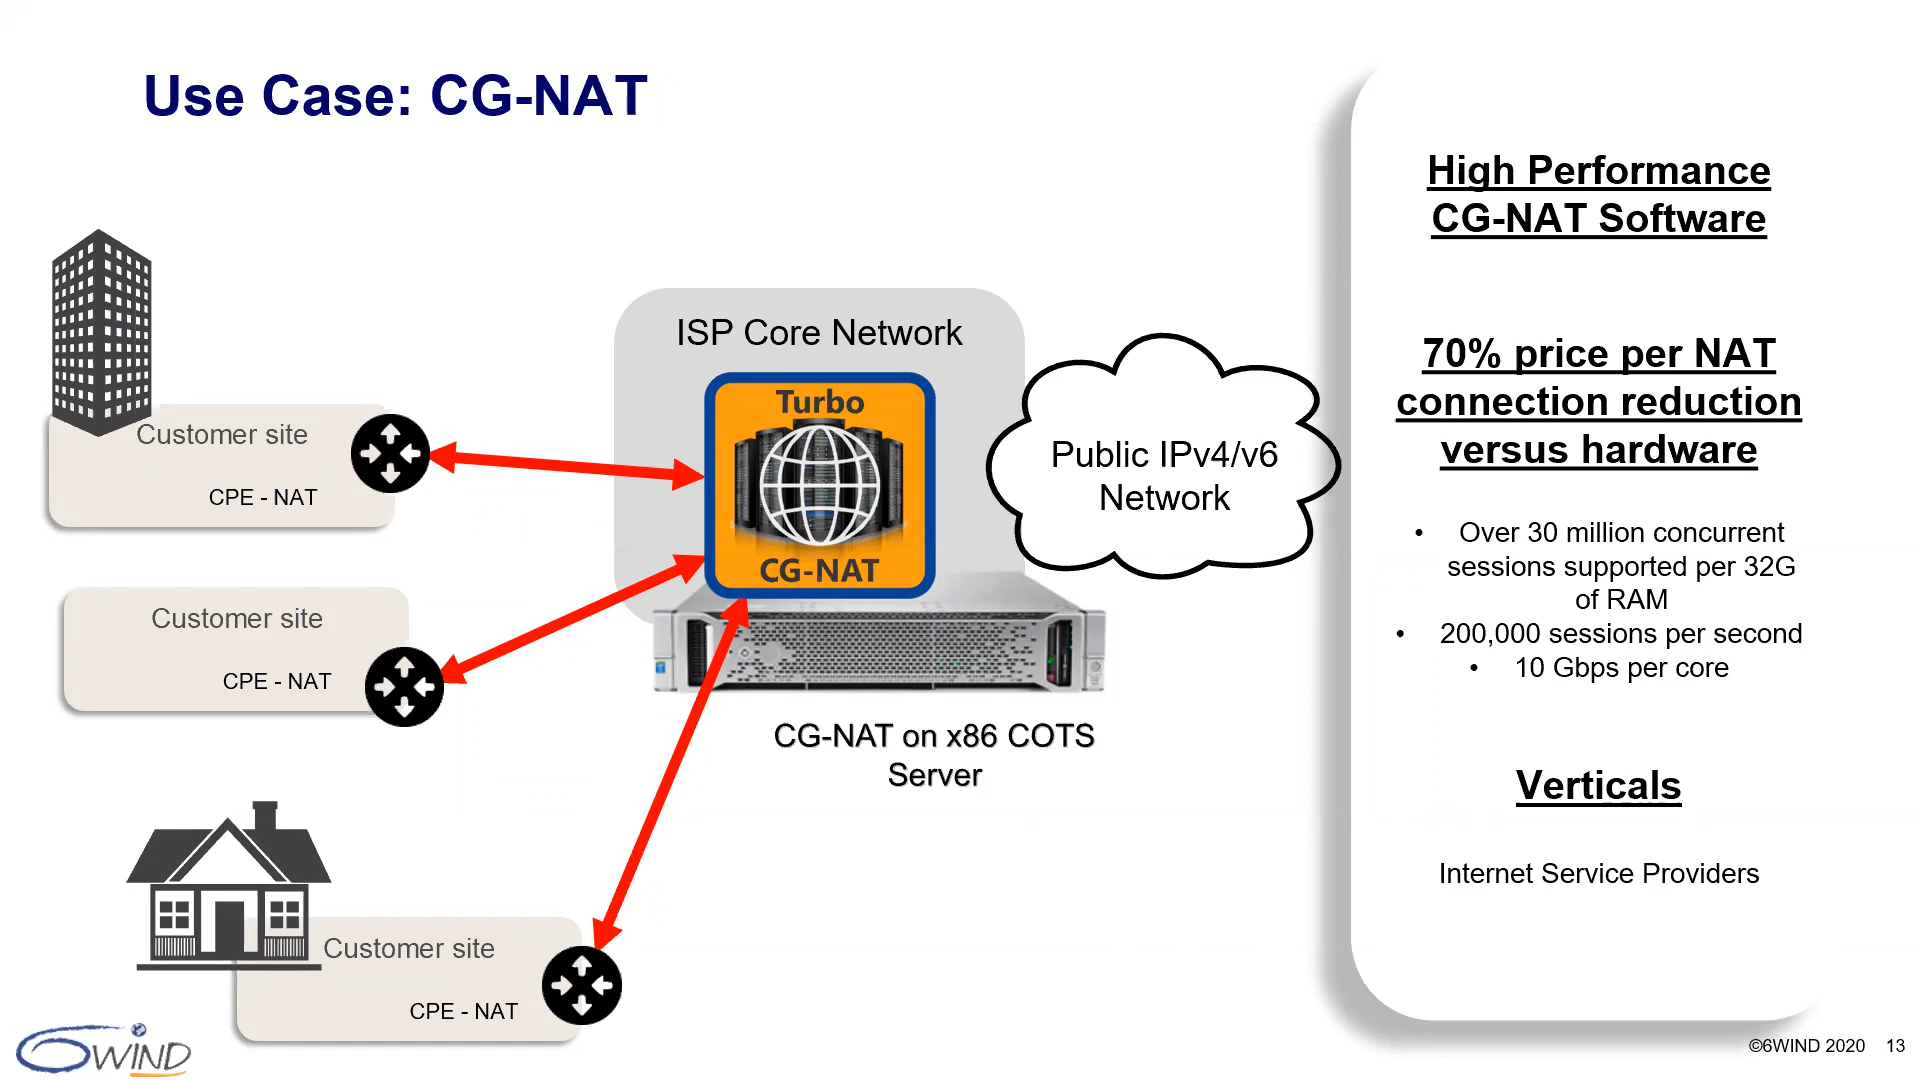 Use Case: CG-NAT
Customer site
CPE - NAT
Customer site
CPE - NAT
Customer site
CPE - NAT
ISP Core Network
Turbo
CG-NAT
Public IPv4/v6
Network
CG-NAT on x86 COTS
Server
High Performance
CG-NAT Software
70% price per NAT
connection reduction
versus hardware
• Over 30 million concurrent
sessions supported per 32G
of RAM
• 200,000 sessions per second
• 10 Gbps per core
Verticals
Internet Service Providers
6WIND
©6WIND 2020 13